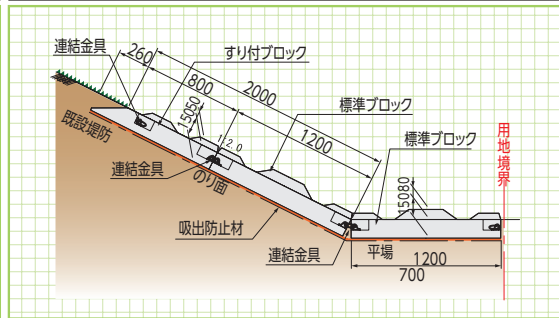 連結金具
260
すり付ブロック
800
2000
15050
標準ブロック
1200
標準ブロック
用地境界
既設堤防
1:2.0
連結金具
のり面
15080
吸出防止材
連結金具
平場
1200
700